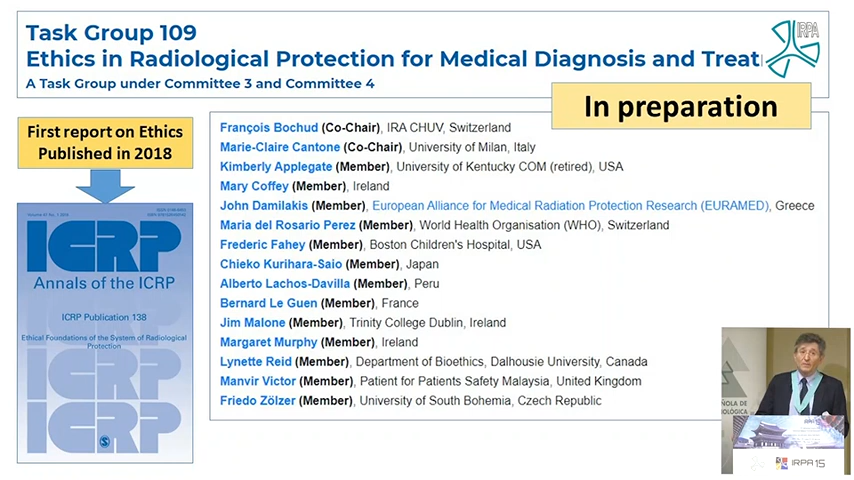 Task Group 109
IRPA
Ethics in Radiological Protection for Medical Diagnosis and Treat
A Task Group under Committee 3 and Committee 4
In preparation
First report on Ethics
Published in 2018
François Bochud (Co-Chair), IRA CHUV, Switzerland
Marie-Claire Cantone (Co-Chair), University of Milan, Italy
Kimberly Applegate (Member), University of Kentucky COM (retired), USA
Mary Coffey (Member), Ireland
John Damilakis (Member), European Alliance for Medical Radiation Protection Research (EURAMED), Greece
Maria del Rosario Perez (Member), World Health Organisation (WHO), Switzerland
Frederic Fahey (Member), Boston Children's Hospital, USA
Chieko Kurihara-Saio (Member), Japan
Alberto Lachos-Davilla (Member), Peru
Bernard Le Guen (Member), France
Jim Malone (Member), Trinity College Dublin, Ireland
Margaret Murphy (Member), Ireland
Lynette Reid (Member), Department of Bioethics, Dalhousie University, Canada
Manvir Victor (Member), Patient for Patients Safety Malaysia, United Kingdom
Friedo Zölzer (Member), University of South Bohemia, Czech Republic
ICRP
Annals of the ICRP
ICRP Publication 138
Ethical Foundations of the System of Radiological
Protection
ICRP
ICRP
ICRP
AÑOLA DE
OLÓGICA
IRPA 15